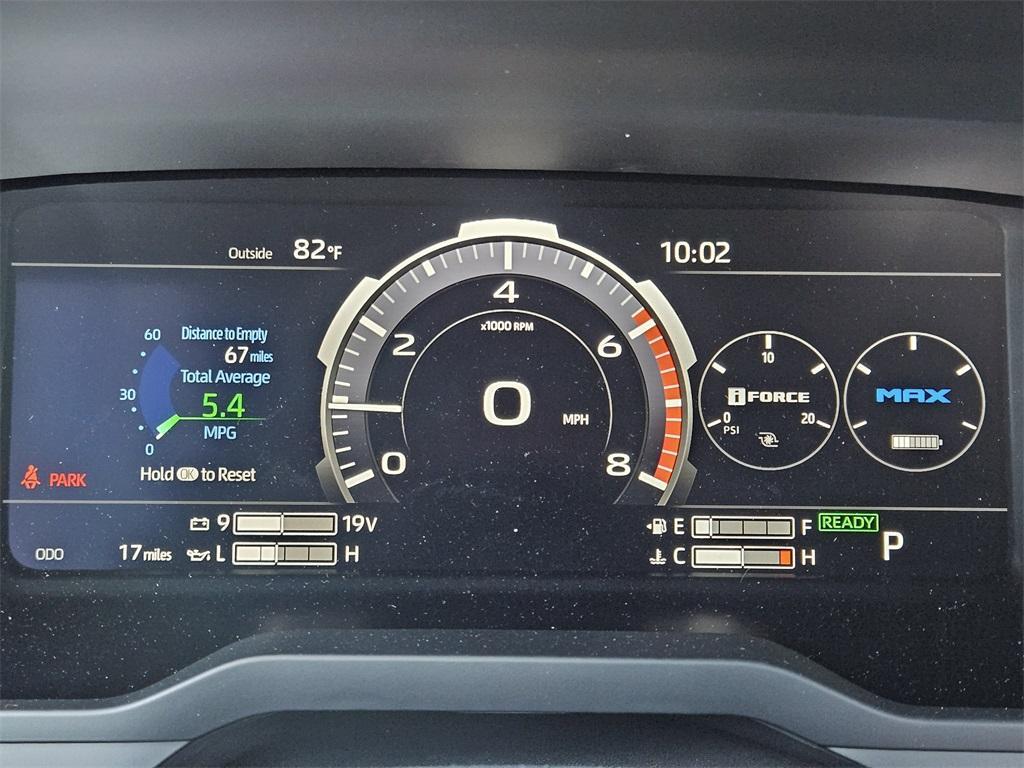 Outside 82°F
10:02
60 Distance to Empty
67 miles
Total Average
30
5.4
MPG
0
Hold OK to Reset
PARK
ODO 17 miles
9 19V
L H
4
x1000 RPM
2 6
0 MPH
0 8
10
iFORCE
0 20
PSI
MAX
E F READY
C H P